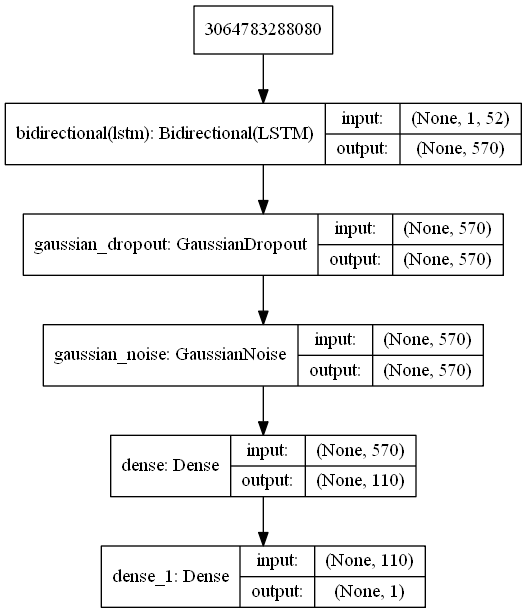 3064783288080
bidirectional(lstm): Bidirectional(LSTM)
input: (None, 1, 52)
output: (None, 570)
gaussian_dropout: GaussianDropout
input: (None, 570)
output: (None, 570)
gaussian_noise: GaussianNoise
input: (None, 570)
output: (None, 570)
dense: Dense
input: (None, 570)
output: (None, 110)
dense_1: Dense
input: (None, 110)
output: (None, 1)